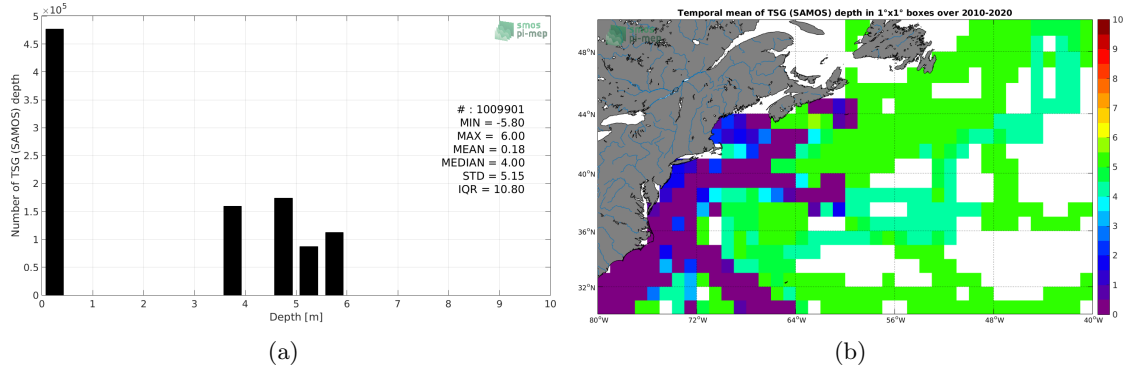 ×10⁵
5
4.5
4
3.5
3
2.5
2
1.5
1
0.5
0
Number of TSG (SAMOS) depth
0 1 2 3 4 5 6 7 8 9 10
Depth [m]
smos
pi-mep
# : 1009901
MIN = -5.80
MAX = 6.00
MEAN = 0.18
MEDIAN = 4.00
STD = 5.15
IQR = 10.80
(a)
Temporal mean of TSG (SAMOS) depth in 1°x1° boxes over 2010-2020
smos
pi-mep
48°N
44°N
40°N
36°N
32°N
80°W 72°W 64°W 56°W 48°W 40°W
10
9
8
7
6
5
4
3
2
1
0
(b)